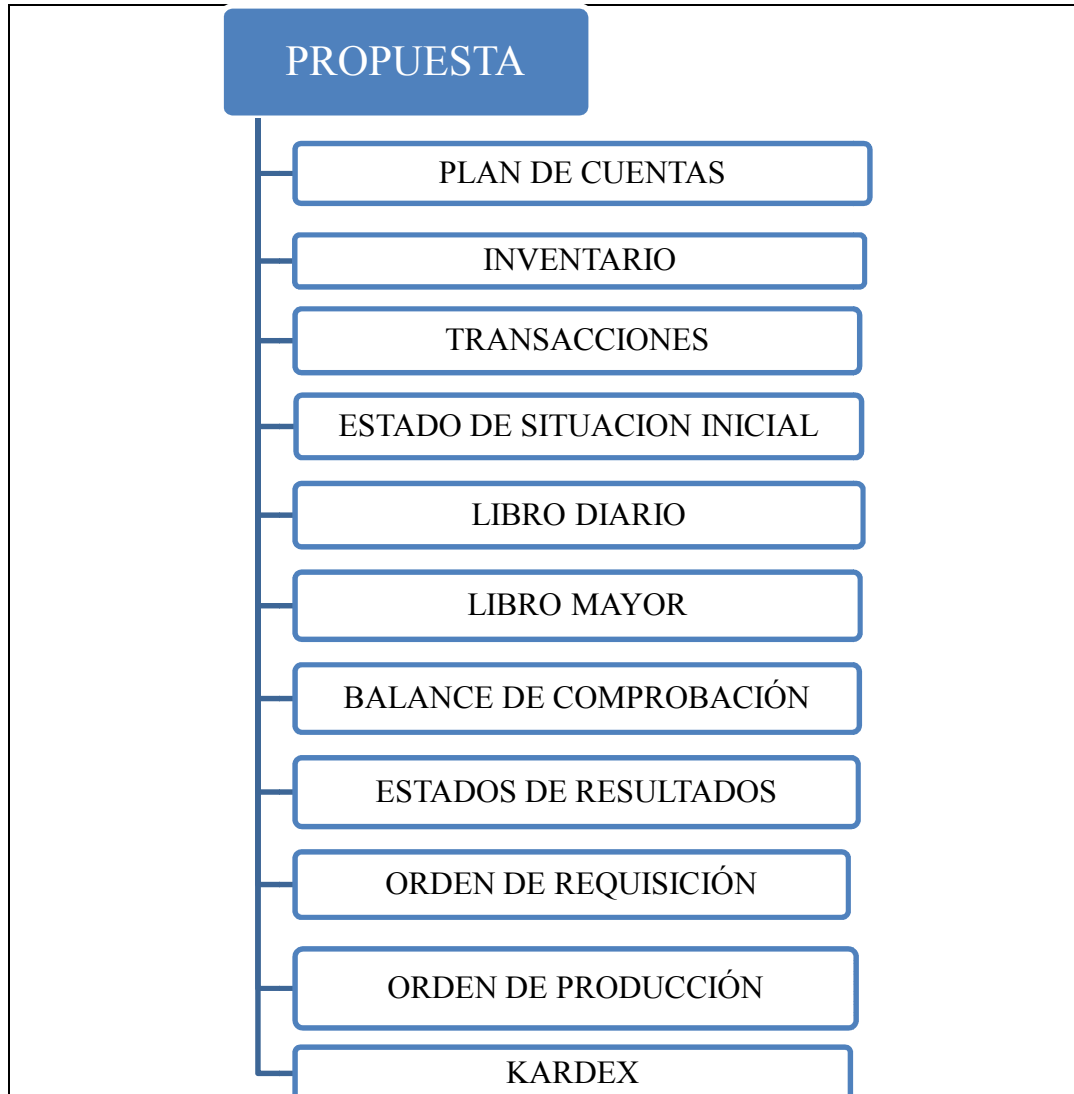 PROPUESTA
PLAN DE CUENTAS
INVENTARIO
TRANSACCIONES
ESTADO DE SITUACION INICIAL
LIBRO DIARIO
LIBRO MAYOR
BALANCE DE COMPROBACIÓN
ESTADOS DE RESULTADOS
ORDEN DE REQUISICIÓN
ORDEN DE PRODUCCIÓN
KARDEX